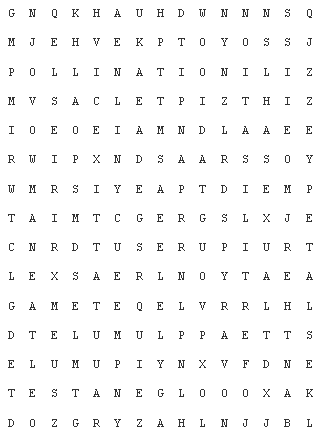 G N Q K H A U H D W N N N S Q
M J E H V E K P T O Y O S S J
P O L L I N A T I O N I L I Z
M V S A C L E T P I Z T H I Z
I O E O E I A M N D L A A E E
R W I P X N D S A A R S S O Y
W M R S I Y E A P T D I E M P
T A I M T C G E R G S L X J E
C N R D T U S E R U P I U R T
L E X S A E R L N O Y T A E A
G A M E T E Q E L V R R L H L
D T E L U M U L P P A E T T S
E L U M U P I Y N X V F D N E
T E S T A N E G L O O O X A K
D O Z G R Y Z A H L N J J B L